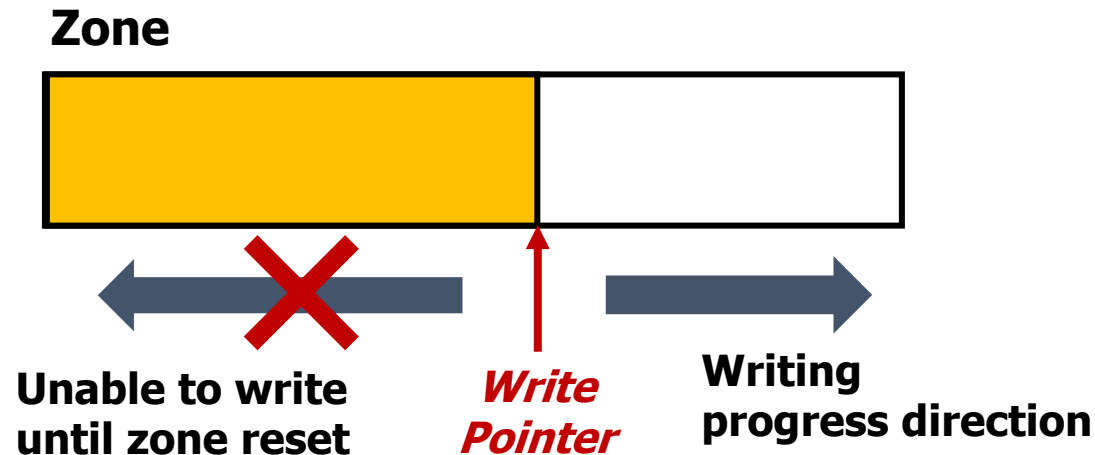 Zone
Unable to write
until zone reset
Write
Pointer
Writing
progress direction